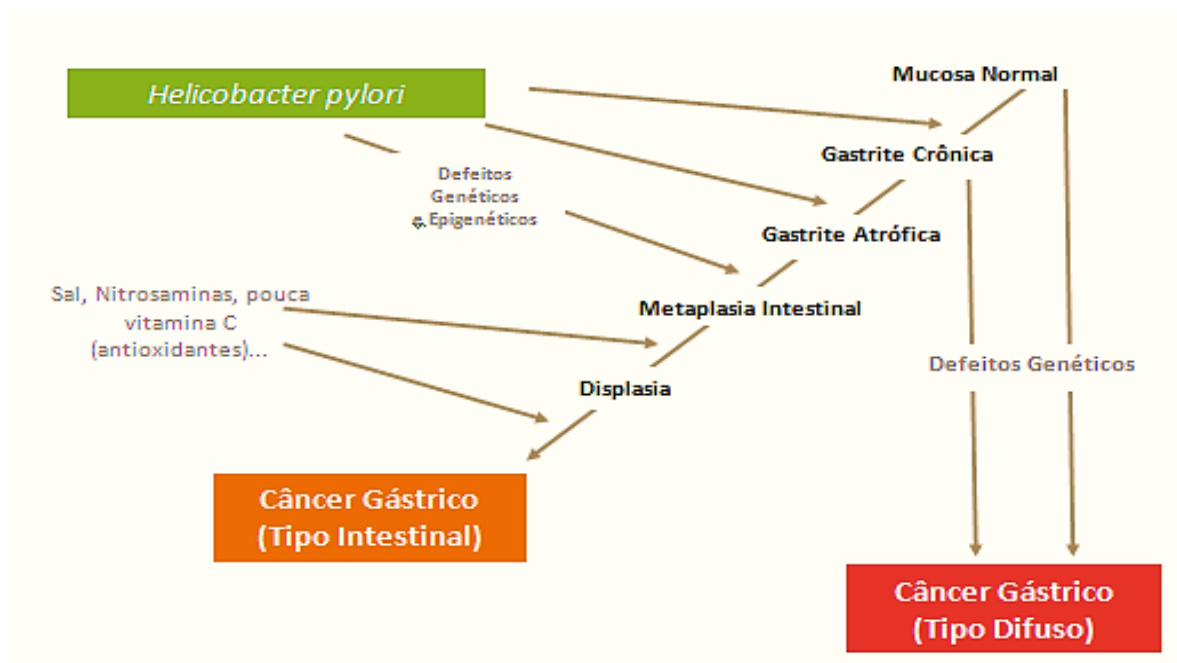 Helicobacter pylori
Mucosa Normal
Gastrite Crônica
Defeitos
Genéticos
e Epigenéticos
Gastrite Atrófica
Sal, Nitrosaminas, pouca
vitamina C
(antioxidantes)...
Metaplasia Intestinal
Displasia
Defeitos Genéticos
Câncer Gástrico
(Tipo Intestinal)
Câncer Gástrico
(Tipo Difuso)